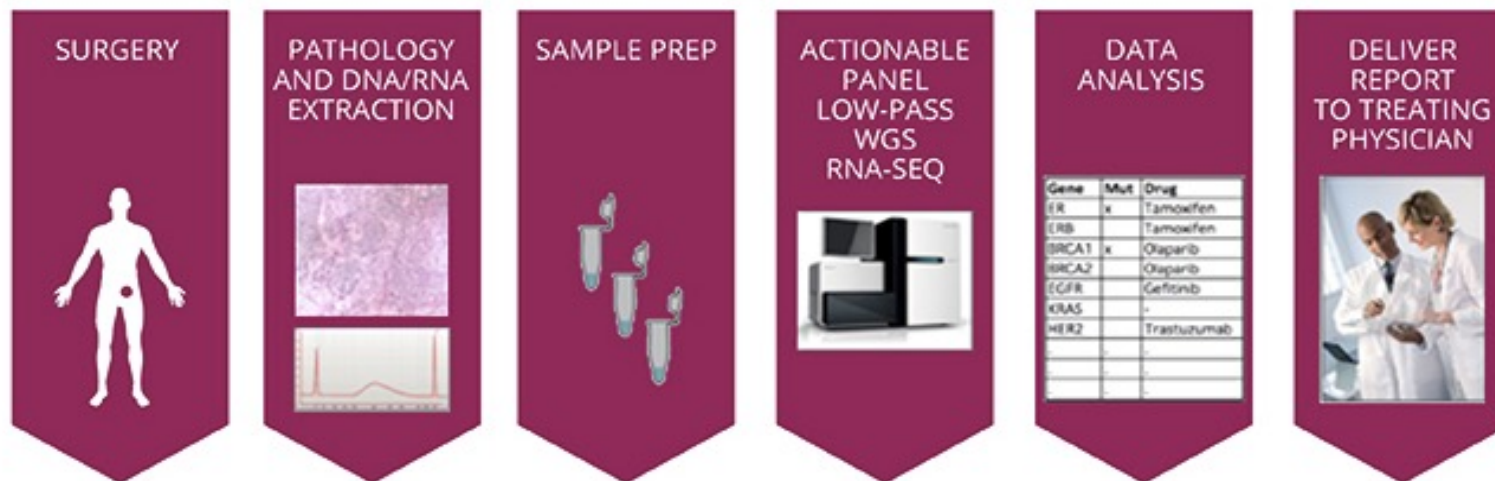 SURGERY
PATHOLOGY
AND DNA/RNA
EXTRACTION
SAMPLE PREP
ACTIONABLE
PANEL
LOW-PASS
WGS
RNA-SEQ
DATA
ANALYSIS
Gene Mut Drug
ER x Tamoxifen
ERB Tamoxifen
BRCA1 x Olaparib
BRCA2 Olaparib
EGFR Gefitinib
KRAS -
HER2 Trastuzumab
- - -
- - -
- - -
DELIVER
REPORT
TO TREATING
PHYSICIAN